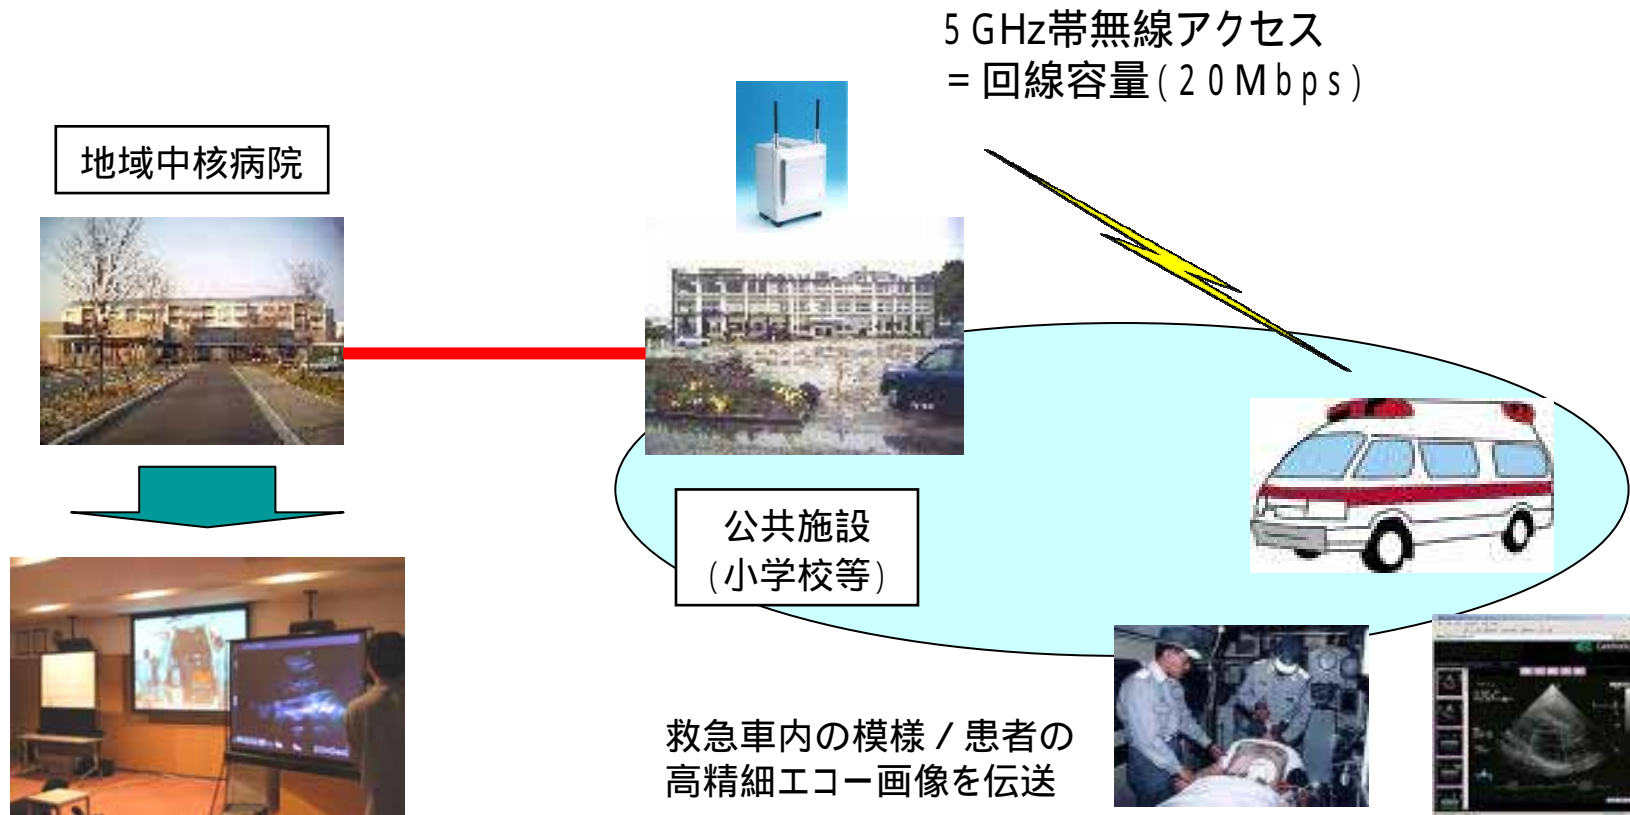 5GHz帯無線アクセス
=回線容量(20Mbps)
地域中核病院
公共施設
(小学校等)
救急車内の模様/患者の
高精細エコー画像を伝送